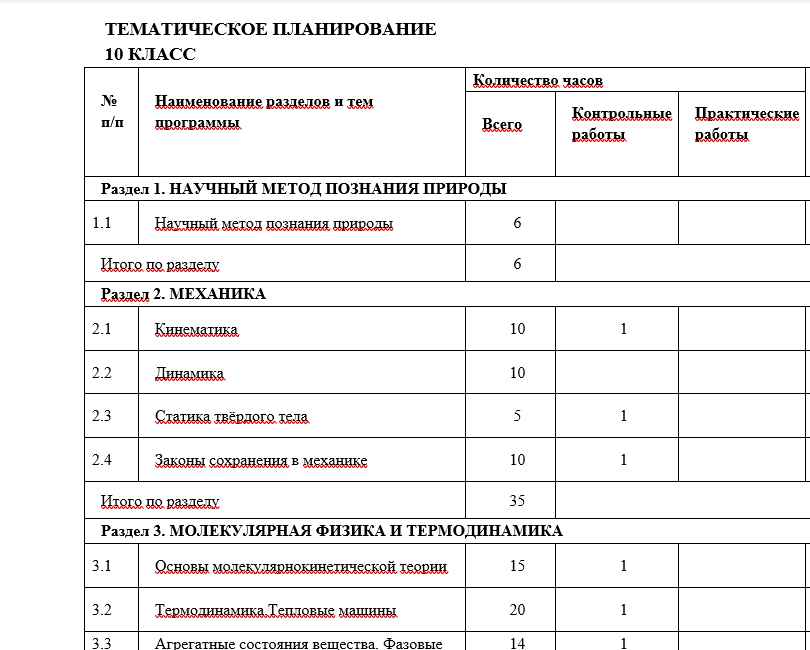 ТЕМАТИЧЕСКОЕ ПЛАНИРОВАНИЕ
10 КЛАСС
№ п/п
Наименование разделов и тем программы
Количество часов
Всего
Контрольные работы
Практические работы
Раздел 1. НАУЧНЫЙ МЕТОД ПОЗНАНИЯ ПРИРОДЫ
1.1 Научный метод познания природы 6
Итого по разделу 6
Раздел 2. МЕХАНИКА
2.1 Кинематика 10 1
2.2 Динамика 10
2.3 Статика твёрдого тела 5 1
2.4 Законы сохранения в механике 10 1
Итого по разделу 35
Раздел 3. МОЛЕКУЛЯРНАЯ ФИЗИКА И ТЕРМОДИНАМИКА
3.1 Основы молекулярнокинетической теории 15 1
3.2 Термодинамика.Тепловые машины 20 1
3.3 Агрегатные состояния вещества. Фазовые 14 1